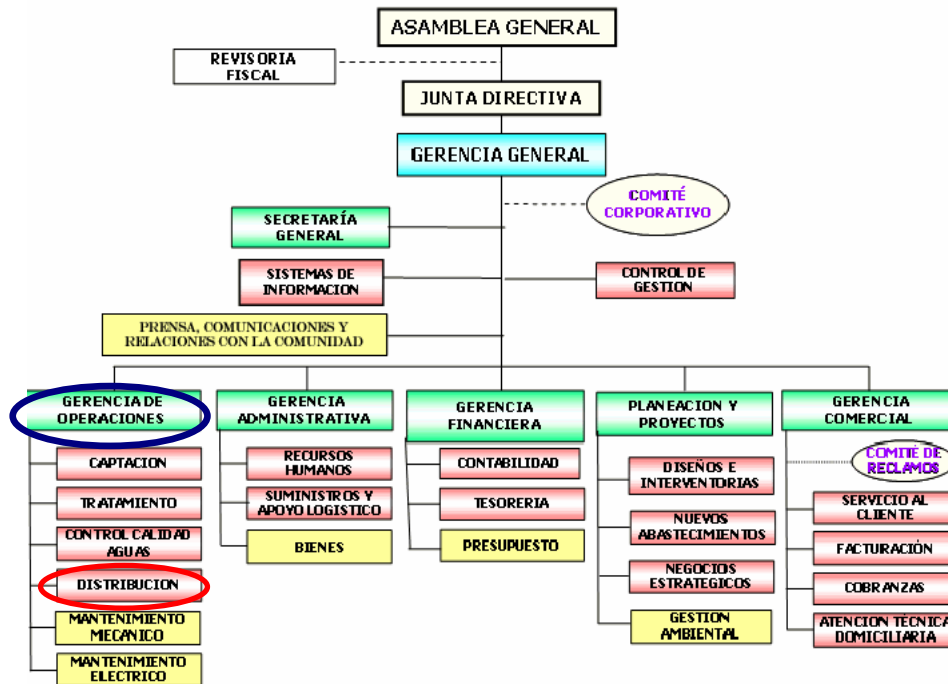 ASAMBLEA GENERAL
REVISORIA
FISCAL
JUNTA DIRECTIVA
GERENCIA GENERAL
COMITÉ
CORPORATIVO
SECRETARÍA
GENERAL
SISTEMAS DE
INFORMACION
CONTROL DE
GESTION
PRENSA, COMUNICACIONES Y
RELACIONES CON LA COMUNIDAD
GERENCIA DE
OPERACIONES
CAPTACION
TRATAMIENTO
CONTROL CALIDAD
AGUAS
DISTRIBUCION
MANTENIMIENTO
MECANICO
MANTENIMIENTO
ELECTRICO
GERENCIA
ADMINISTRATIVA
RECURSOS
HUMANOS
SUMINISTROS Y
APOYO LOGISTICO
BIENES
GERENCIA
FINANCIERA
CONTABILIDAD
TESORERIA
PRESUPUESTO
PLANEACION Y
PROYECTOS
DISEÑOS E
INTERVENTORIAS
NUEVOS
ABASTECIMIENTOS
NEGOCIOS
ESTRATEGICOS
GESTION
AMBIENTAL
GERENCIA
COMERCIAL
COMITÉ DE
RECLAMOS
SERVICIO AL
CLIENTE
FACTURACIÓN
COBRANZAS
ATENCION TÉCNICA
DOMICILIARIA